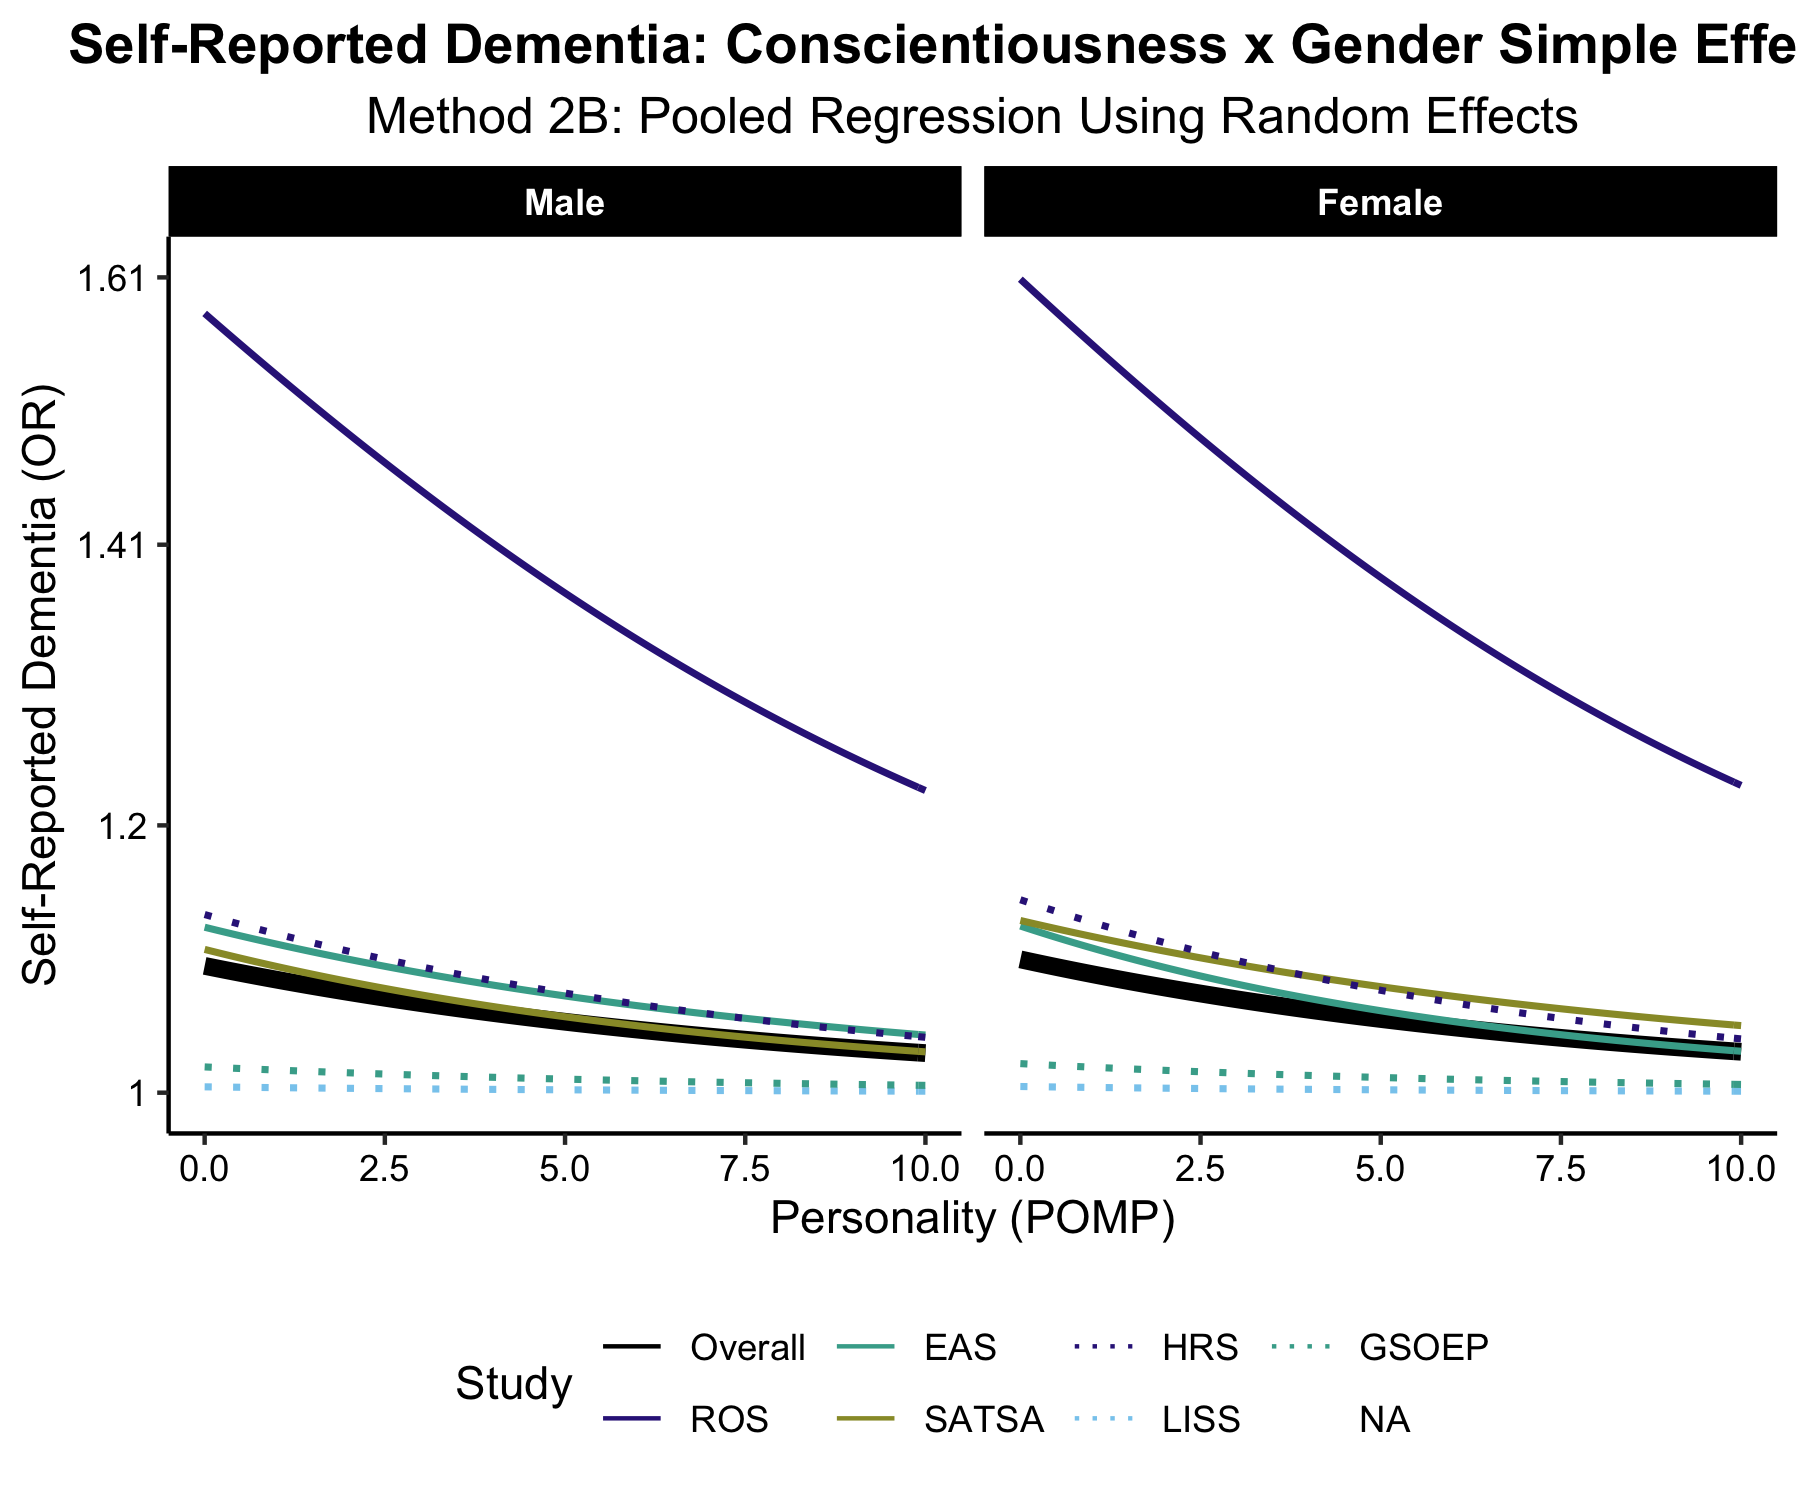 Self-Reported Dementia: Conscientiousness x Gender Simple Effe
Method 2B: Pooled Regression Using Random Effects
Male
Female
Self-Reported Dementia (OR)
1.61
1.41
1.2
1
0.0 2.5 5.0 7.5 10.0
0.0 2.5 5.0 7.5 10.0
Personality (POMP)
Study
Overall EAS HRS GSOEP
ROS SATSA LISS NA